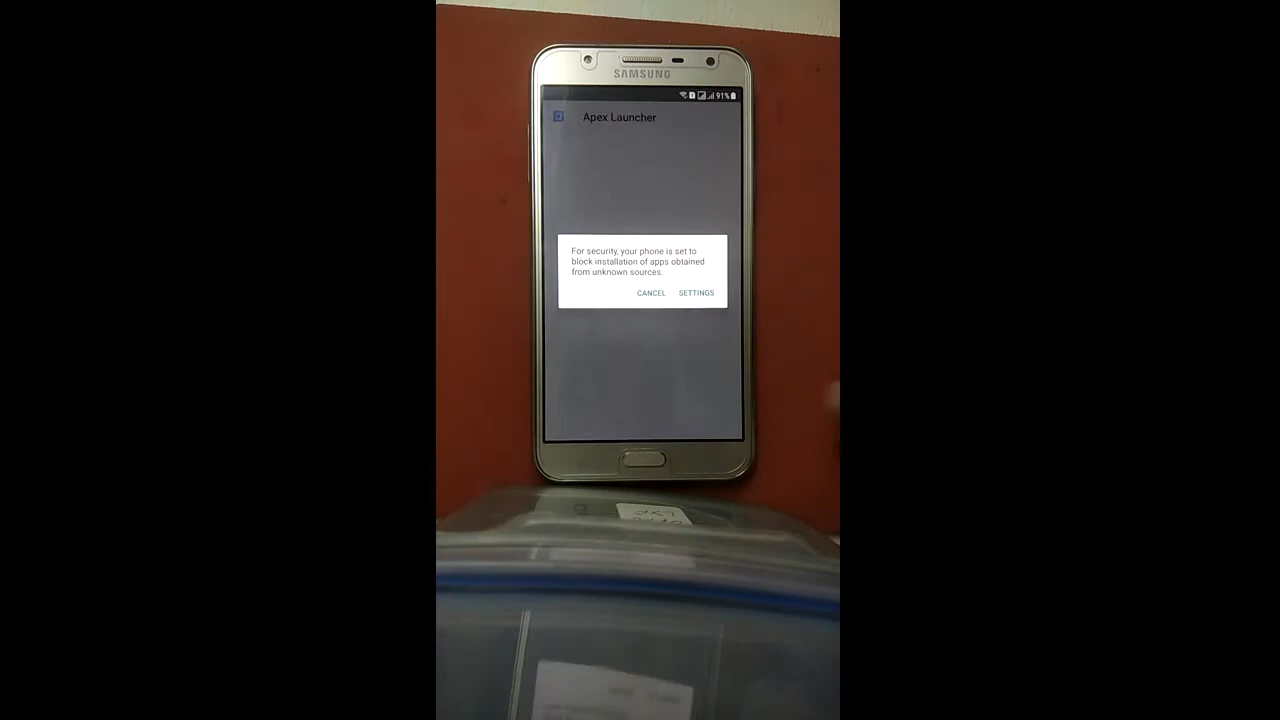 SAMSUNG
91%
Apex Launcher
For security, your phone is set to
block installation of apps obtained
from unknown sources.
CANCEL SETTINGS